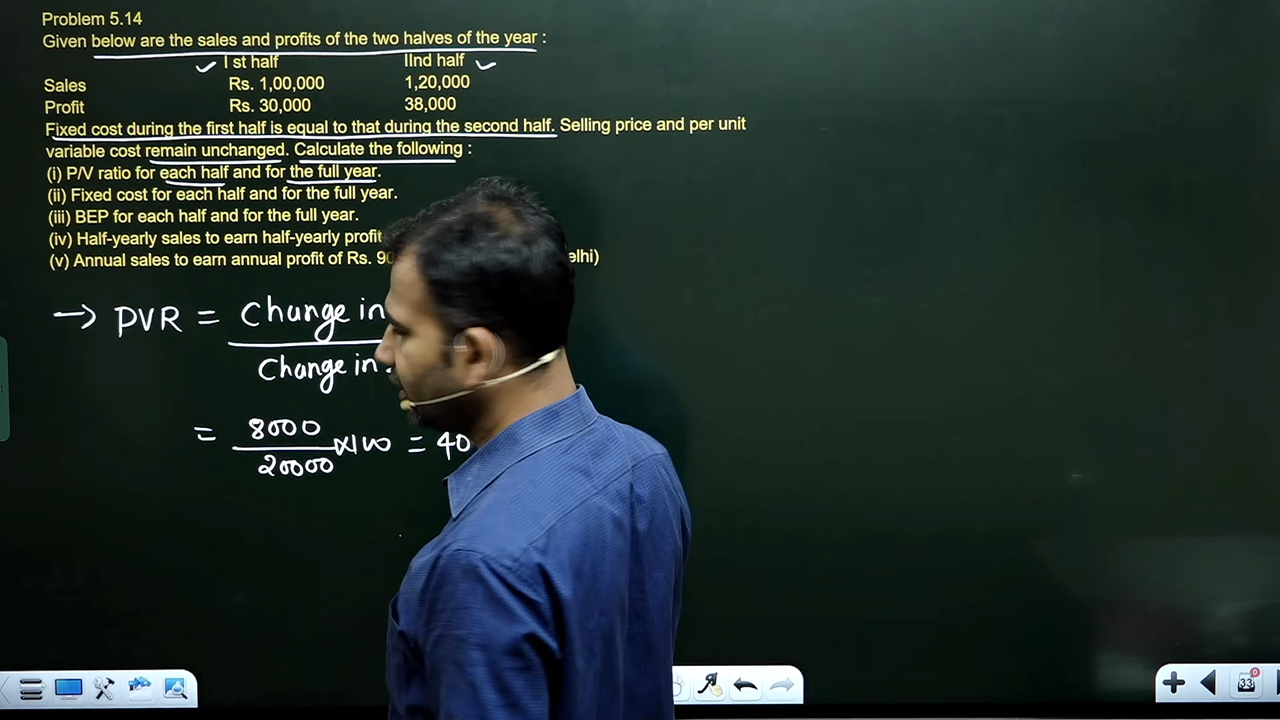 Problem 5.14
Given below are the sales and profits of the two halves of the year :
I st half IInd half
Sales Rs. 1,00,000 1,20,000
Profit Rs. 30,000 38,000
Fixed cost during the first half is equal to that during the second half. Selling price and per unit
variable cost remain unchanged. Calculate the following :
(i) P/V ratio for each half and for the full year.
(ii) Fixed cost for each half and for the full year.
(iii) BEP for each half and for the full year.
(iv) Half-yearly sales to earn half-yearly profit
(v) Annual sales to earn annual profit of Rs. 90 elhi)
→ PVR = Change in
Change in
= 8000 x100 = 40
20000
33